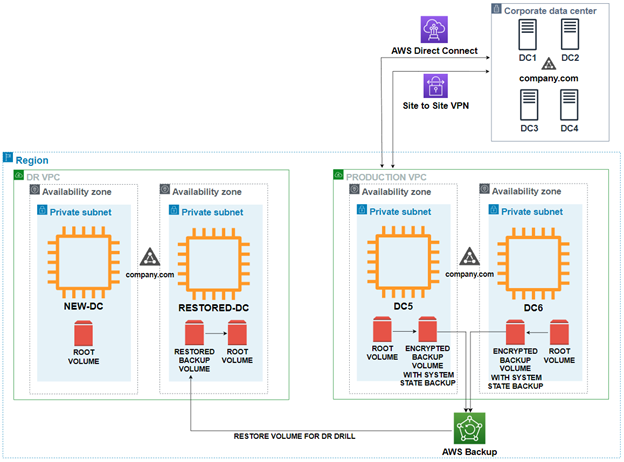 Corporate data center
AWS Direct Connect
DC1
DC2
company.com
Site to Site VPN
DC3
DC4
Region
DR VPC
Availability zone
Private subnet
NEW-DC
ROOT
VOLUME
company.com
Availability zone
Private subnet
RESTORED-DC
RESTORED
BACKUP
VOLUME
ROOT
VOLUME
PRODUCTION VPC
Availability zone
Private subnet
DC5
ROOT
VOLUME
ENCRYPTED
BACKUP
VOLUME
WITH SYSTEM
STATE BACKUP
company.com
Availability zone
Private subnet
DC6
ENCRYPTED
BACKUP
VOLUME
WITH SYSTEM
STATE BACKUP
ROOT
VOLUME
RESTORE VOLUME FOR DR DRILL
AWS Backup